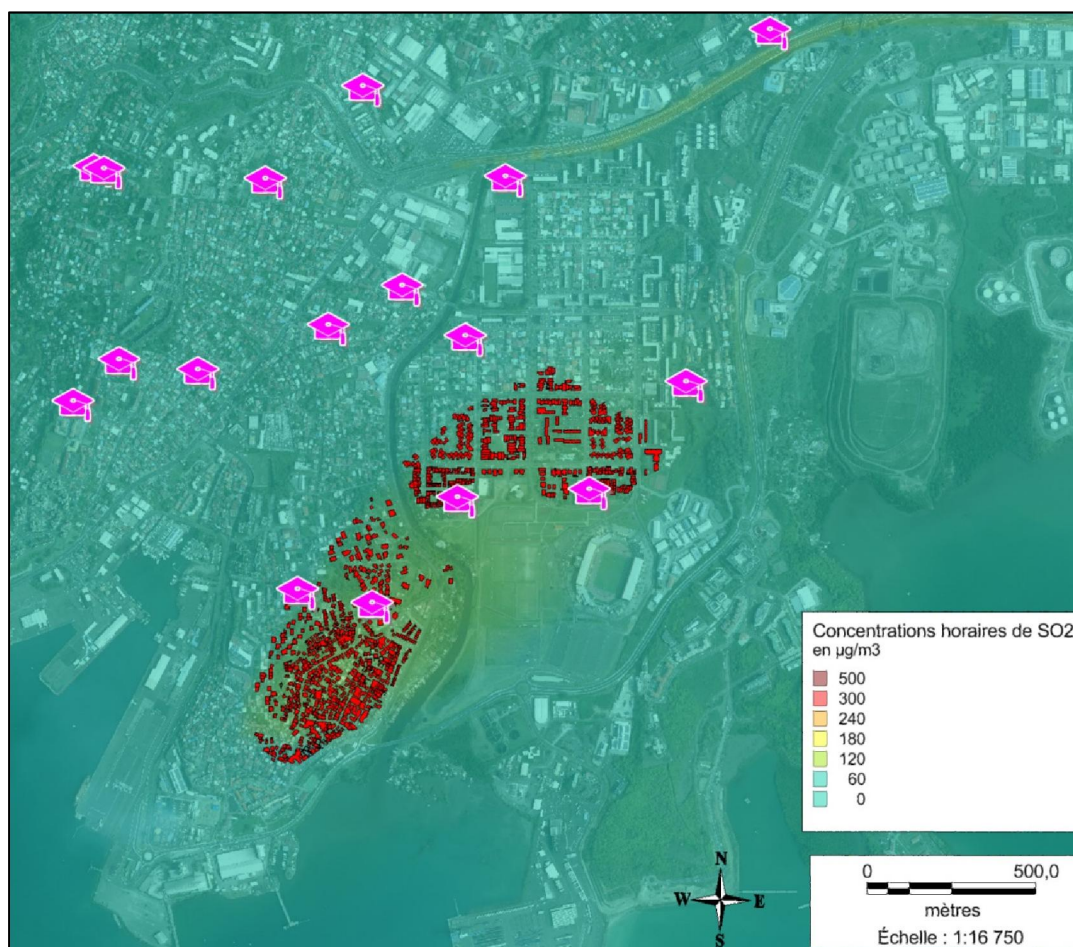 Concentrations horaires de SO2
en µg/m3
500
300
240
180
120
60
0
N
W E
S
0 500,0
mètres
Échelle : 1:16 750